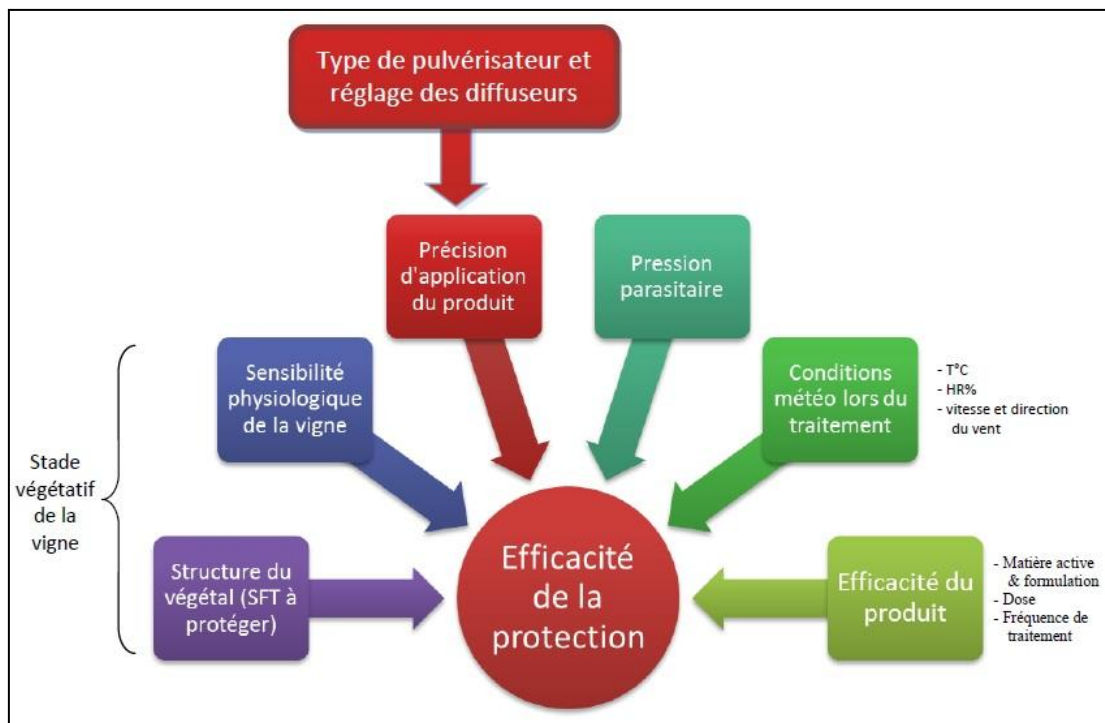 Type de pulvérisateur et
réglage des diffuseurs
Précision
d'application
du produit
Pression
parasitaire
Sensibilité
physiologique
de la vigne
Conditions
météo lors du
traitement
- T°C
- HR%
- vitesse et direction
du vent
Stade
végétatif
de la
vigne
Structure du
végétal (SFT à
protéger)
Efficacité
de la
protection
Efficacité du
produit
- Matière active
& formulation
- Dose
- Fréquence de
traitement